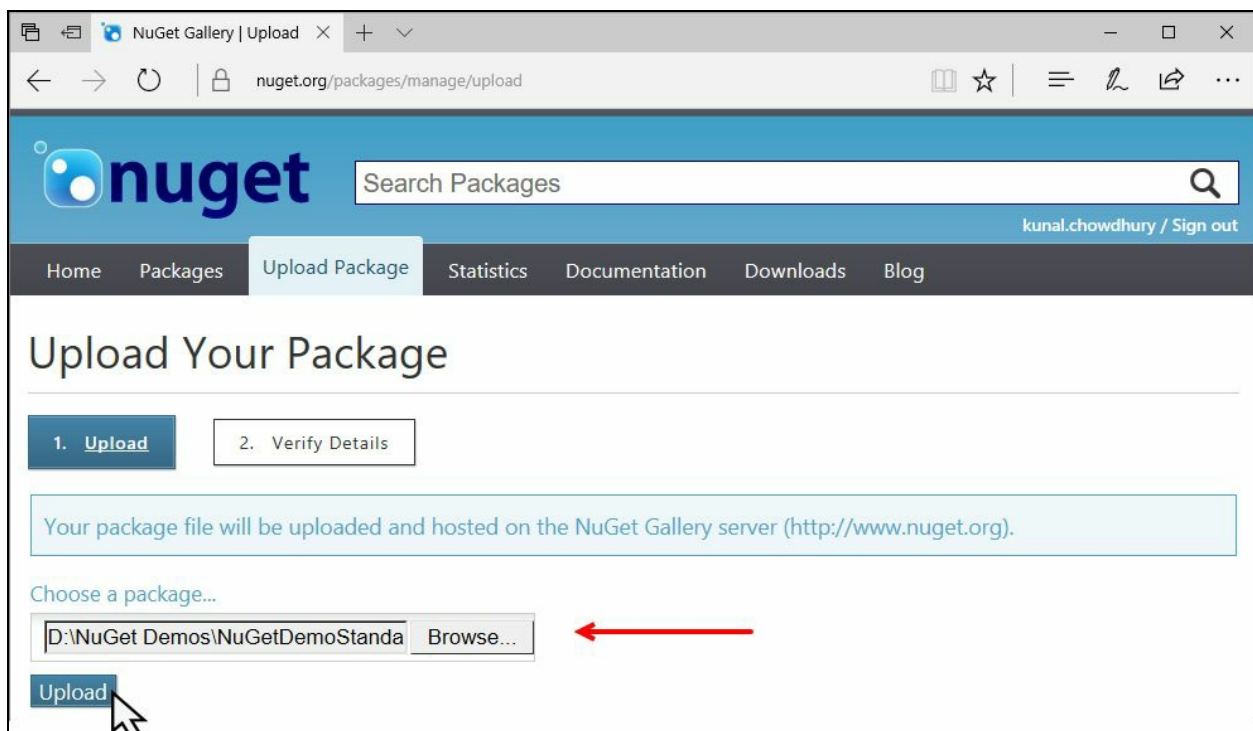 NuGet Gallery | Upload
nuget.org/packages/manage/upload
nuget
Search Packages
kunal.chowdhury / Sign out
Home Packages Upload Package Statistics Documentation Downloads Blog
Upload Your Package
1. Upload 2. Verify Details
Your package file will be uploaded and hosted on the NuGet Gallery server (http://www.nuget.org).
Choose a package...
D:\NuGet Demos\NuGetDemoStanda Browse...
Upload